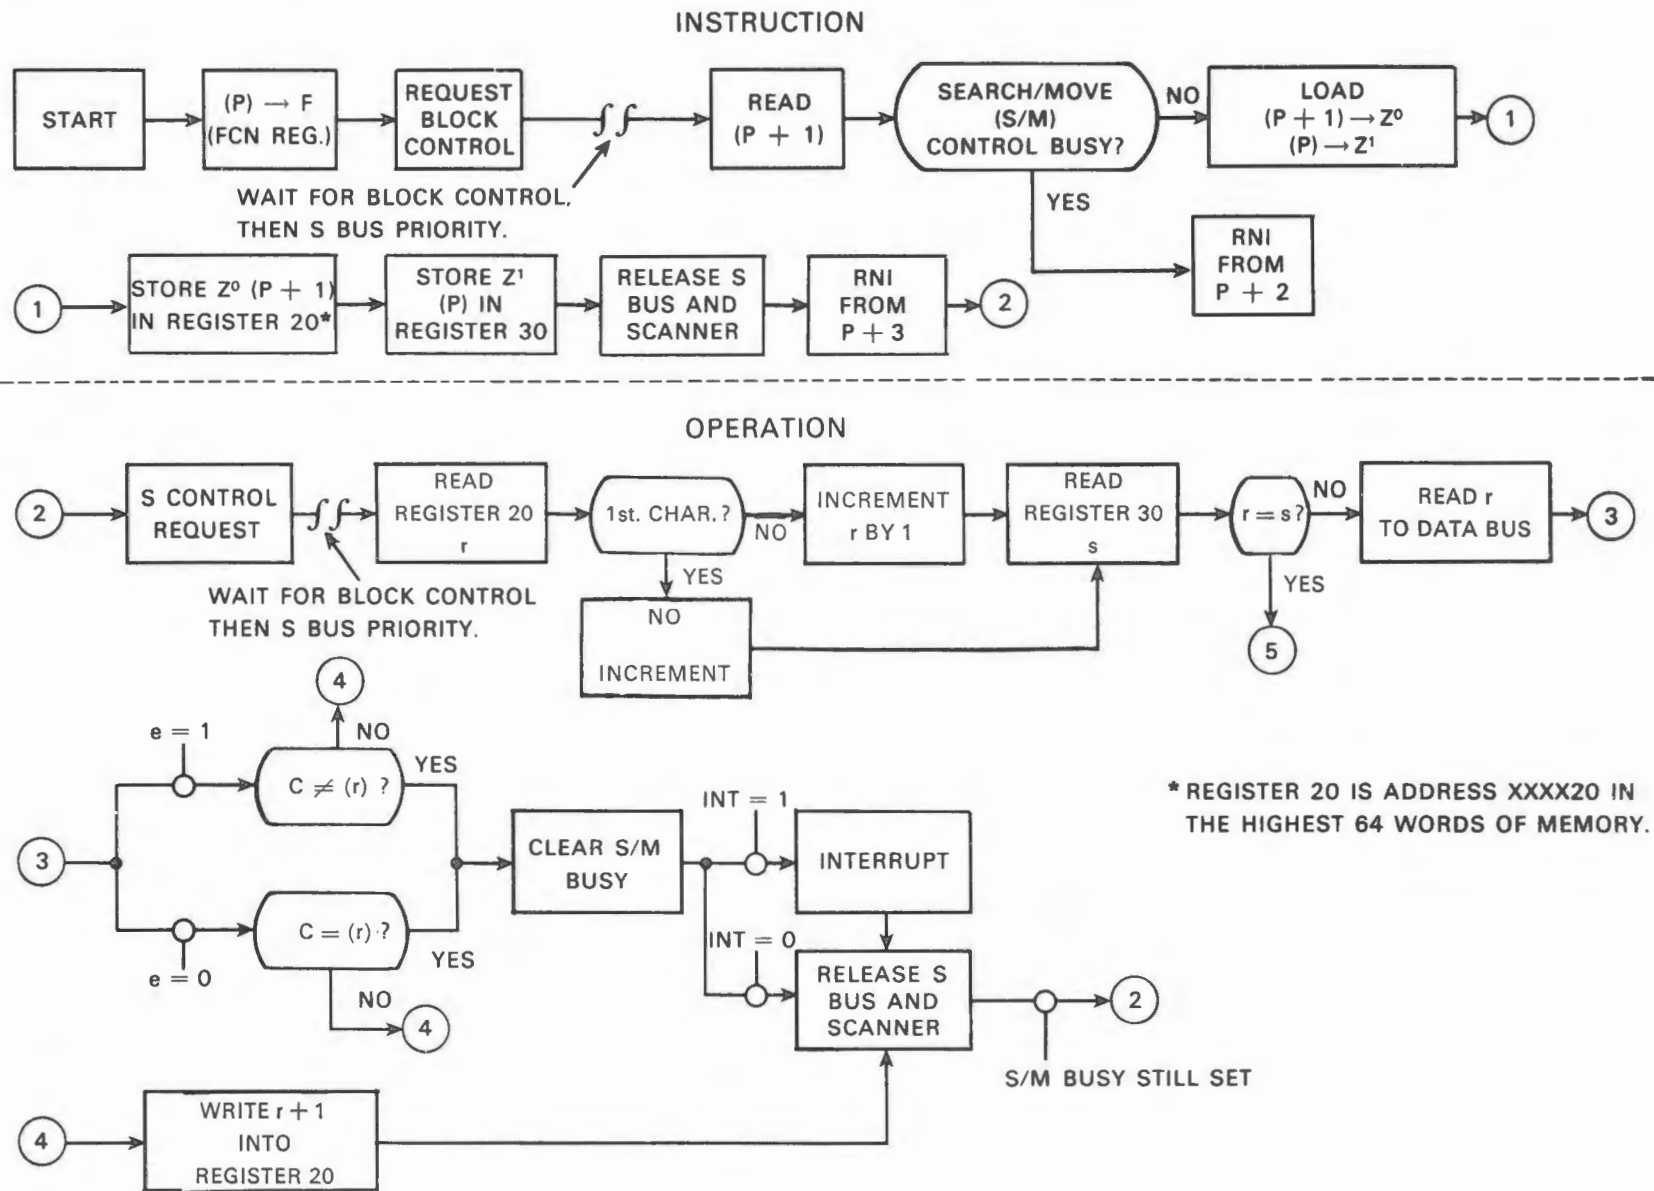 INSTRUCTION
START
(P) → F
(FCN REG.)
REQUEST
BLOCK
CONTROL
READ
(P + 1)
SEARCH/MOVE
(S/M)
CONTROL BUSY?
NO
LOAD
(P + 1) → Z⁰
(P) → Z¹
1
WAIT FOR BLOCK CONTROL,
THEN S BUS PRIORITY.
YES
RNI
FROM
P + 2
1
STORE Z⁰ (P + 1)
IN REGISTER 20*
STORE Z¹
(P) IN
REGISTER 30
RELEASE S
BUS AND
SCANNER
RNI
FROM
P + 3
2
OPERATION
2
S CONTROL
REQUEST
READ
REGISTER 20
r
1st. CHAR.?
NO
INCREMENT
r BY 1
READ
REGISTER 30
s
r = s?
NO
READ r
TO DATA BUS
3
WAIT FOR BLOCK CONTROL
THEN S BUS PRIORITY.
YES
NO
INCREMENT
YES
5
4
NO
e = 1
C ≠ (r) ?
YES
3
e = 0
C = (r) ?
YES
NO
4
CLEAR S/M
BUSY
INT = 1
INTERRUPT
INT = 0
RELEASE S
BUS AND
SCANNER
2
S/M BUSY STILL SET
* REGISTER 20 IS ADDRESS XXXX20 IN
THE HIGHEST 64 WORDS OF MEMORY.
4
WRITE r + 1
INTO
REGISTER 20